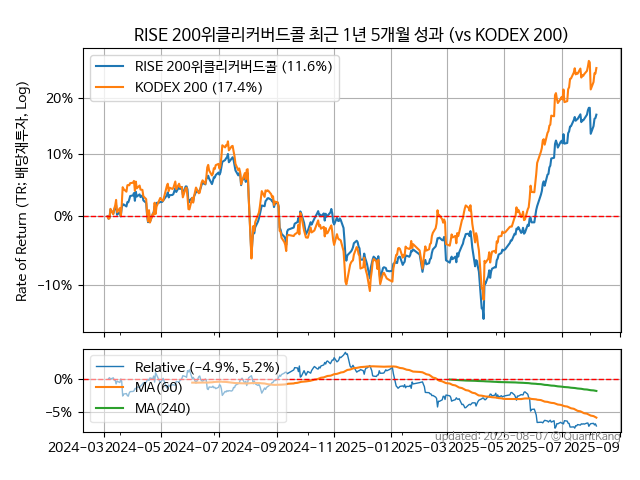 RISE 200위클리커버드콜 최근 1년 5개월 성과 (vs KODEX 200)
RISE 200위클리커버드콜 (11.6%)
KODEX 200 (17.4%)
Rate of Return (TR: 배당재투자, Log)
20%
10%
0%
−10%
Relative (−4.9%, 5.2%)
MA(60)
MA(240)
0%
−5%
updated: 2025-08-07 © QuantKang
2024−03
2024−05
2024−07
2024−09
2024−11
2025−01
2025−03
2025−05
2025−07
2025−09